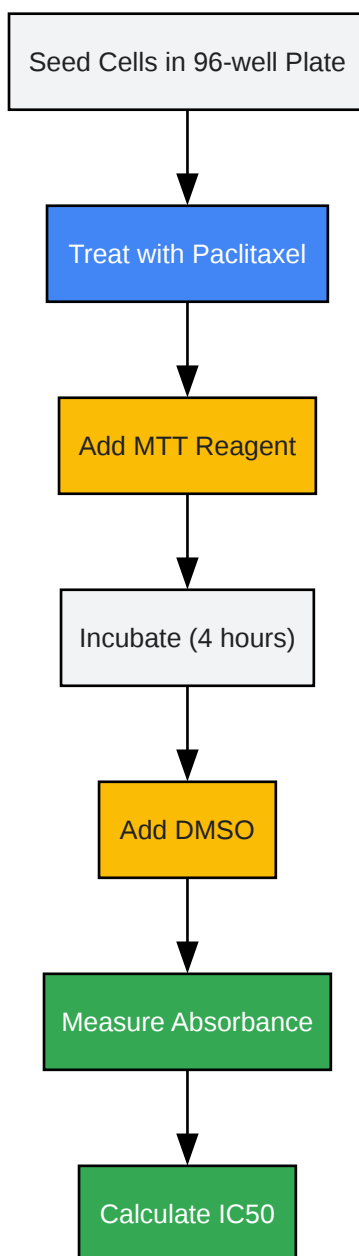 Seed Cells in 96-well Plate
Treat with Paclitaxel
Add MTT Reagent
Incubate (4 hours)
Add DMSO
Measure Absorbance
Calculate IC50